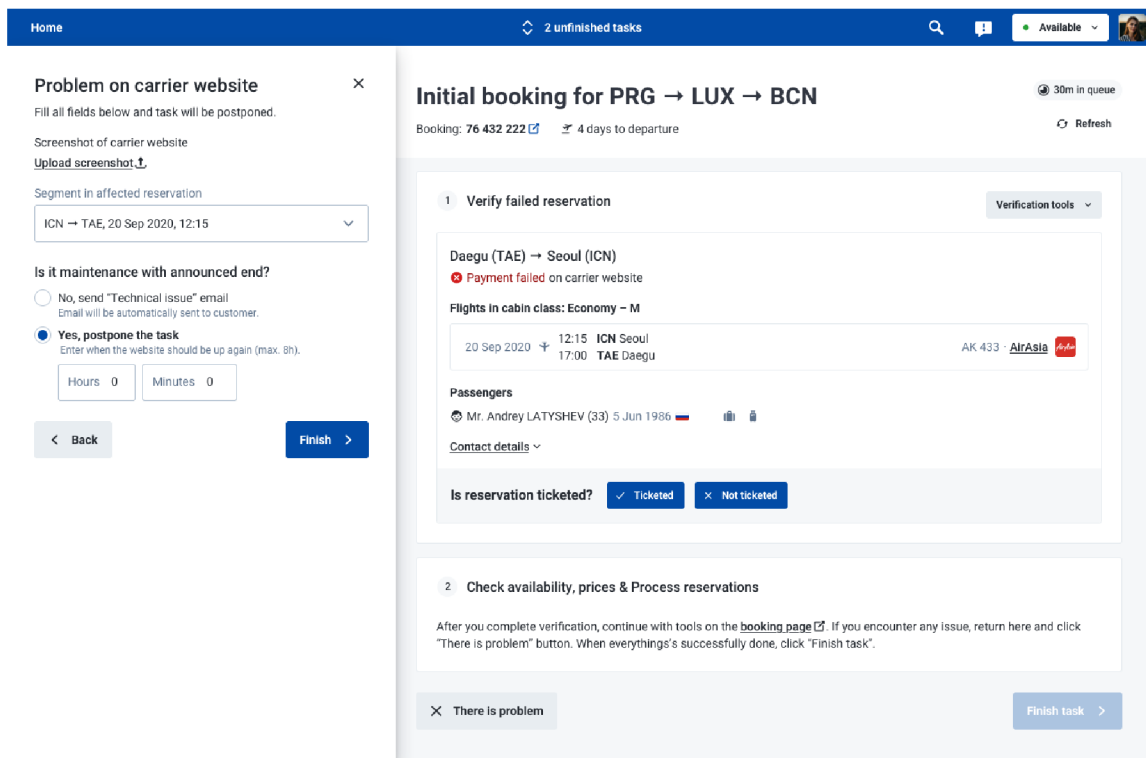 Home
2 unfinished tasks
Available
Problem on carrier website
Fill all fields below and task will be postponed.
Screenshot of carrier website
Upload screenshot
Segment in affected reservation
ICN → TAE, 20 Sep 2020, 12:15
Is it maintenance with announced end?
No, send "Technical issue" email
Email will be automatically sent to customer.
Yes, postpone the task
Enter when the website should be up again (max. 8h).
Hours 0 Minutes 0
Back
Finish
Initial booking for PRG → LUX → BCN
30m in queue
Booking: 76 432 222 4 days to departure
Refresh
1 Verify failed reservation
Verification tools
Daegu (TAE) → Seoul (ICN)
Payment failed on carrier website
Flights in cabin class: Economy – M
20 Sep 2020
12:15 ICN Seoul
17:00 TAE Daegu
AK 433 · AirAsia AirAsia
Passengers
Mr. Andrey LATYSHEV (33) 5 Jun 1986
Contact details
Is reservation ticketed? Ticketed Not ticketed
2 Check availability, prices & Process reservations
After you complete verification, continue with tools on the booking page. If you encounter any issue, return here and click
"There is problem" button. When everythings's successfully done, click "Finish task".
There is problem
Finish task